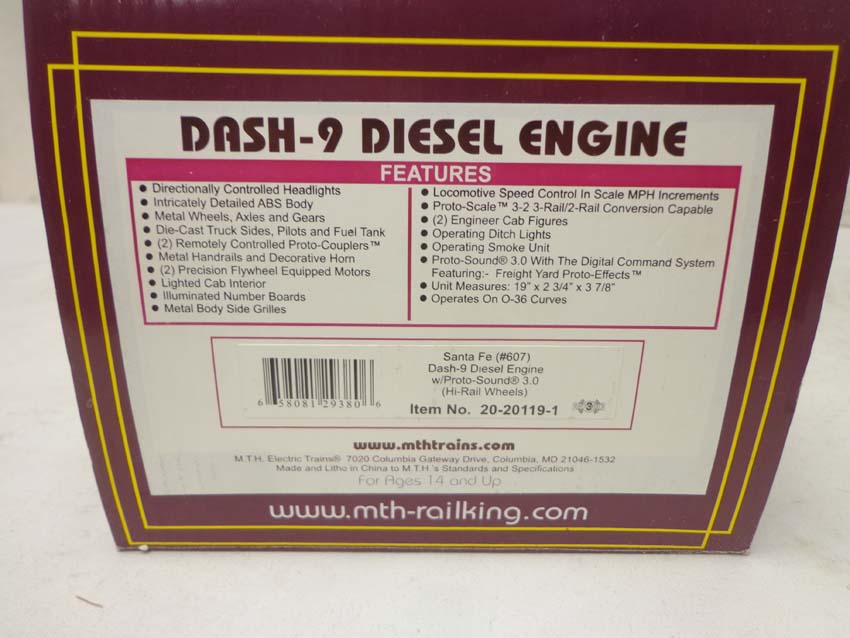 DASH-9 DIESEL ENGINE
FEATURES
• Directionally Controlled Headlights
• Intricately Detailed ABS Body
• Metal Wheels, Axles and Gears
• Die-Cast Truck Sides, Pilots and Fuel Tank
• (2) Remotely Controlled Proto-Couplers™
• Metal Handrails and Decorative Horn
• (2) Precision Flywheel Equipped Motors
• Lighted Cab Interior
• Illuminated Number Boards
• Metal Body Side Grilles
• Locomotive Speed Control In Scale MPH Increments
• Proto-Scale™ 3-2 3-Rail/2-Rail Conversion Capable
• (2) Engineer Cab Figures
• Operating Ditch Lights
• Operating Smoke Unit
• Proto-Sound® 3.0 With The Digital Command System
Featuring:- Freight Yard Proto-Effects™
• Unit Measures: 19" x 2 3/4" x 3 7/8"
• Operates On O-36 Curves
6 58081 29380 6
Santa Fe (#607)
Dash-9 Diesel Engine
w/Proto-Sound® 3.0
(Hi-Rail Wheels)
Item No. 20-20119-1
3
www.mthtrains.com
M.T.H. Electric Trains® 7020 Columbia Gateway Drive, Columbia, MD 21046-1532
Made and Litho in China to M.T.H.'s Standards and Specifications
For Ages 14 and Up
www.mth-railking.com